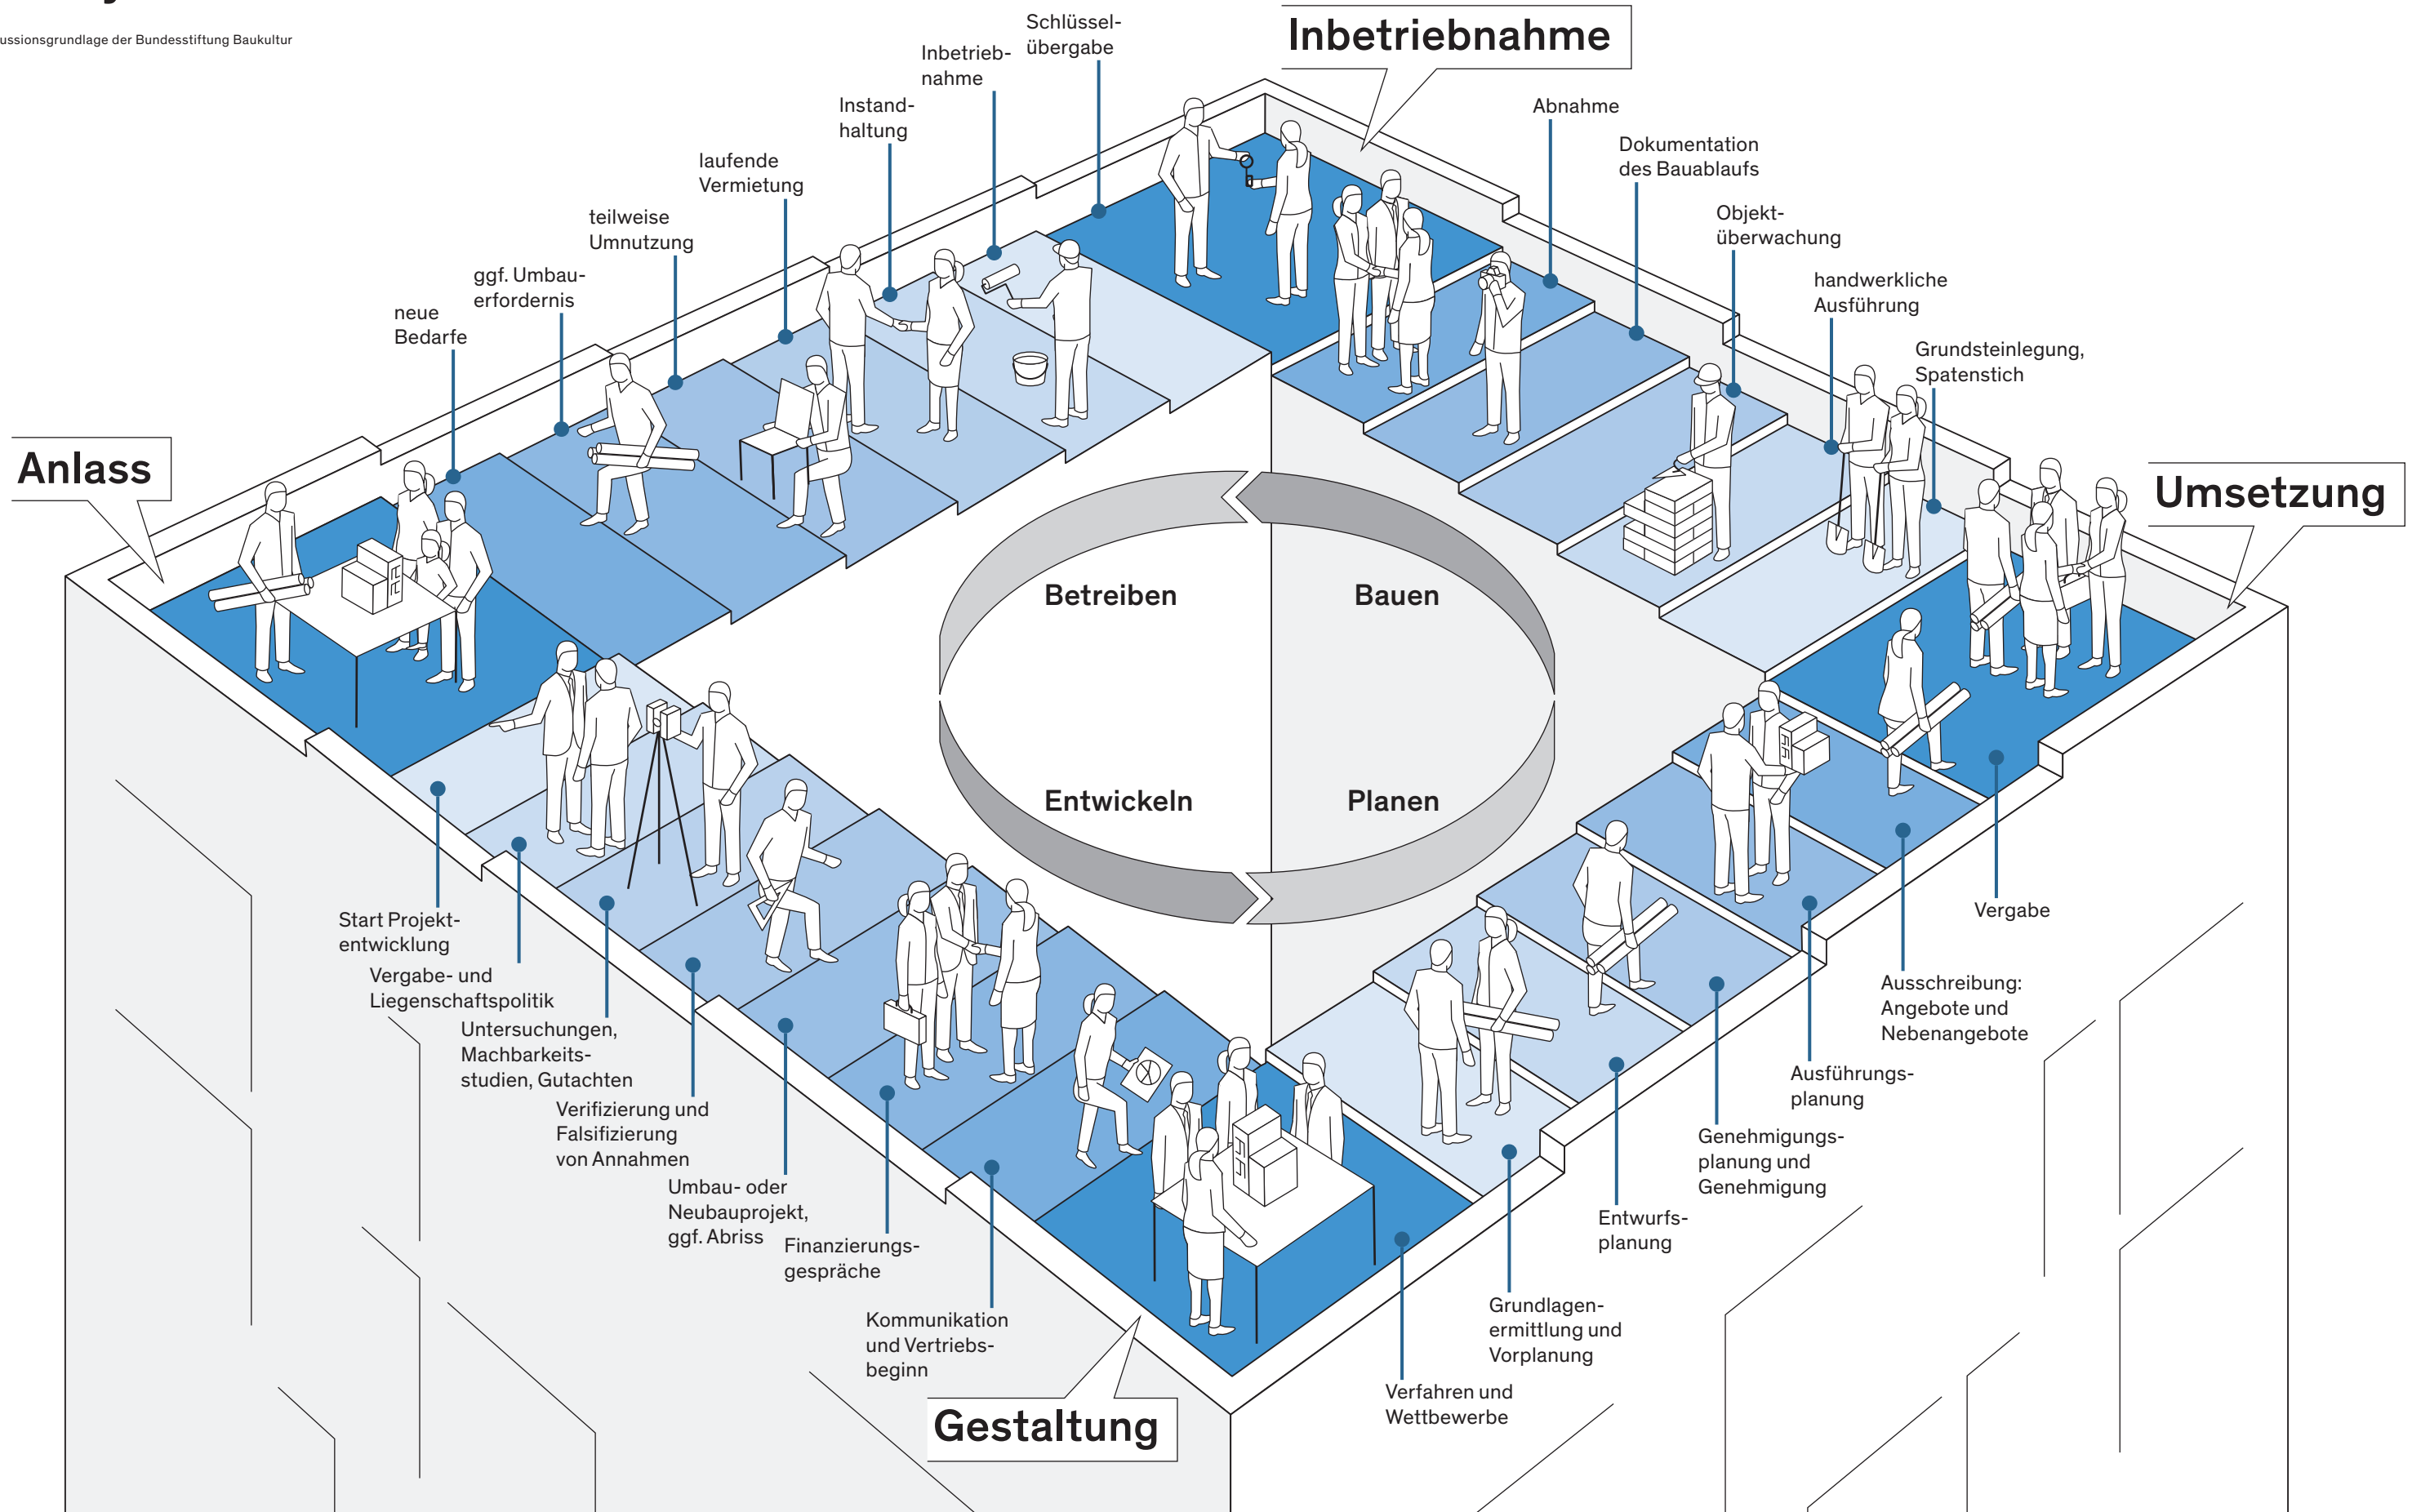 ussionsgrundlage der Bundesstiftung Baukultur
Schlüssel-
übergabe
Inbetrieb-
nahme
Instand-
haltung
laufende
Vermietung
teilweise
Umnutzung
ggf. Umbau-
erfordernis
neue
Bedarfe
Anlass
Inbetriebnahme
Abnahme
Dokumentation
des Bauablaufs
Objekt-
überwachung
handwerkliche
Ausführung
Grundsteinlegung,
Spatenstich
Umsetzung
Betreiben
Bauen
Entwickeln
Planen
Start Projekt-
entwicklung
Vergabe- und
Liegenschaftspolitik
Untersuchungen,
Machbarkeits-
studien, Gutachten
Verifizierung und
Falsifizierung
von Annahmen
Umbau- oder
Neubauprojekt,
ggf. Abriss
Finanzierungs-
gespräche
Kommunikation
und Vertriebs-
beginn
Gestaltung
Verfahren und
Wettbewerbe
Grundlagen-
ermittlung und
Vorplanung
Entwurfs-
planung
Genehmigungs-
planung und
Genehmigung
Ausführungs-
planung
Ausschreibung:
Angebote und
Nebenangebote
Vergabe